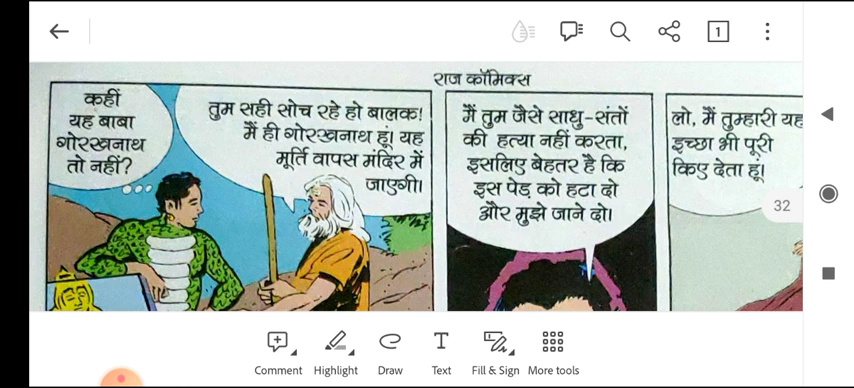 1
राज कॉमिक्स
कहीं
यह बाबा
गोरखनाथ
तो नहीं?
तुम सही सोच रहे हो बालक!
मैं ही गोरखनाथ हूं! यह
मूर्ति वापस मंदिर में
जाएगी।
मैं तुम जैसे साधु-संतों
की हत्या नहीं करता,
इसलिए बेहतर है कि
इस पेड़ को हटा दो
और मुझे जाने दो।
लो, मैं तुम्हारी यह
इच्छा भी पूरी
किए देता हूं!
32
Comment
Highlight
Draw
Text
Fill & Sign
More tools